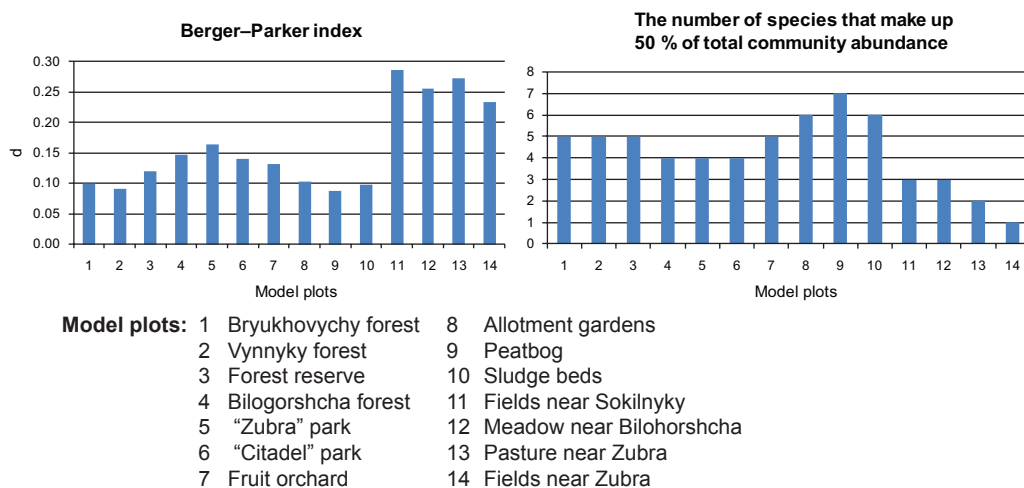 Berger–Parker index
0.30
0.25
0.20
0.15
0.10
0.05
0.00
d
1 2 3 4 5 6 7 8 9 10 11 12 13 14
Model plots
The number of species that make up
50 % of total community abundance
8
7
6
5
4
3
2
1
0
1 2 3 4 5 6 7 8 9 10 11 12 13 14
Model plots
Model plots: 1 Bryukhovychy forest
2 Vynnyky forest
3 Forest reserve
4 Bilogorshcha forest
5 “Zubra” park
6 “Citadel” park
7 Fruit orchard
8 Allotment gardens
9 Peatbog
10 Sludge beds
11 Fields near Sokilnyky
12 Meadow near Bilohorshcha
13 Pasture near Zubra
14 Fields near Zubra